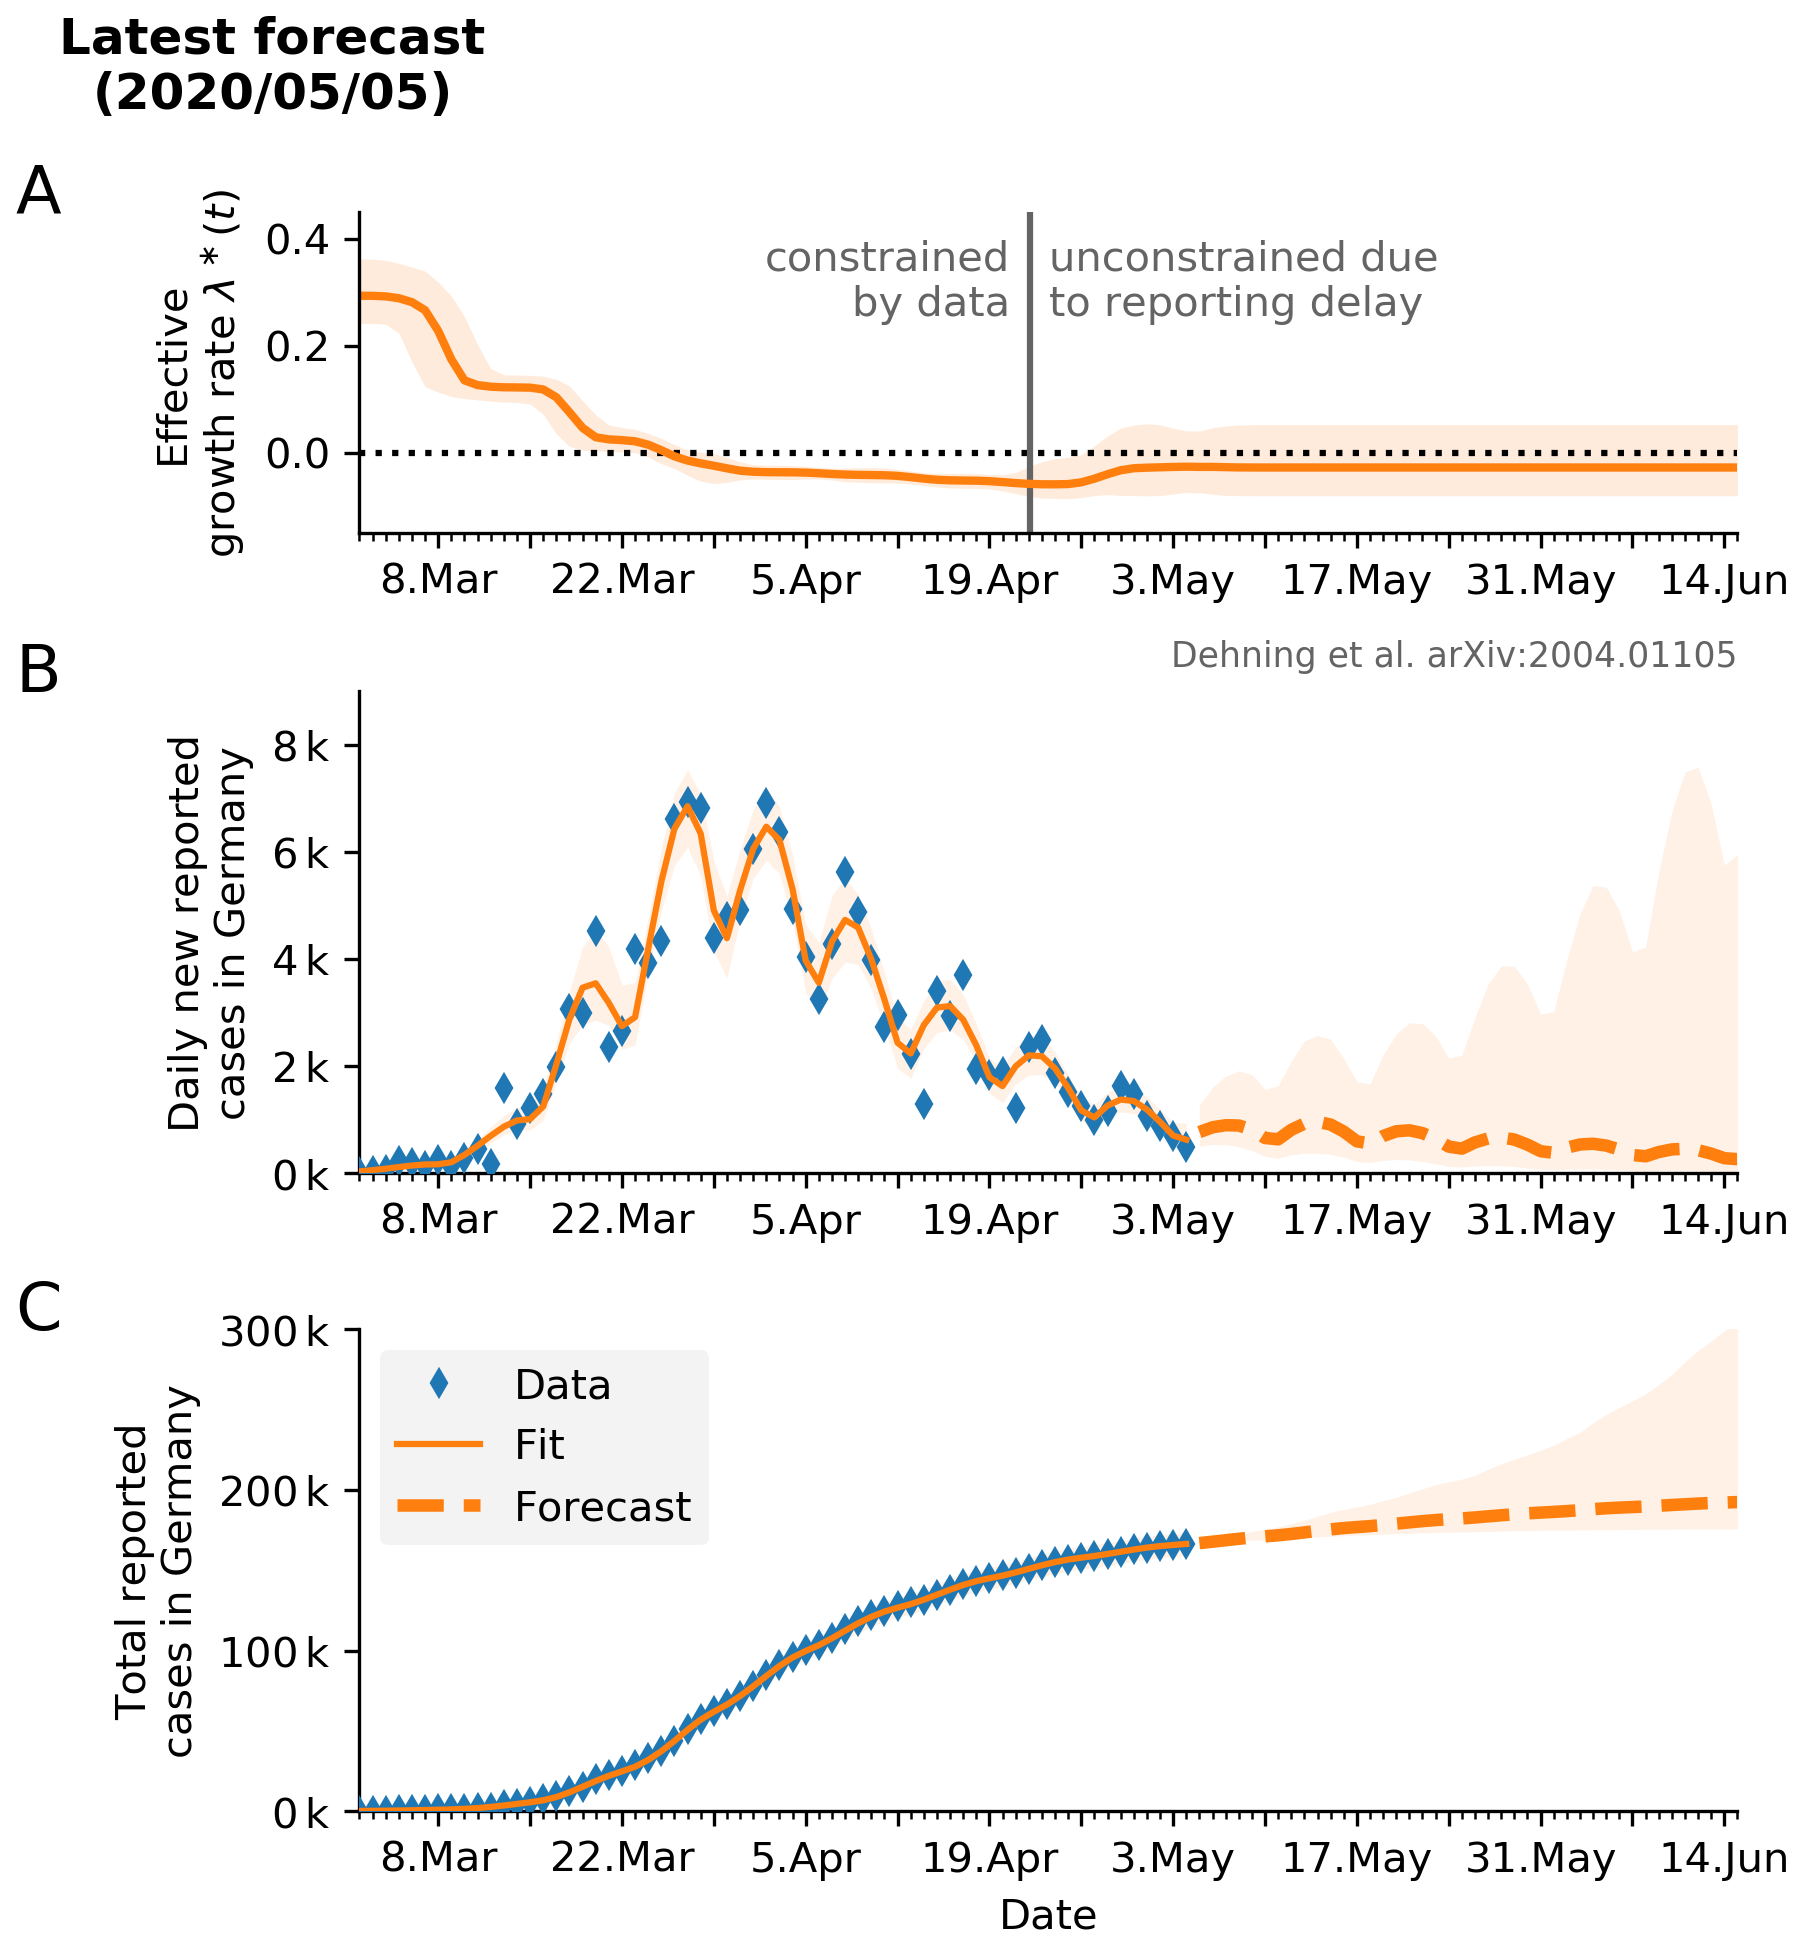 Latest forecast
(2020/05/05)
A
Effective
growth rate λ*(t)
0.4
0.2
0.0
constrained
by data
unconstrained due
to reporting delay
8.Mar 22.Mar 5.Apr 19.Apr 3.May 17.May 31.May 14.Jun
Dehning et al. arXiv:2004.01105
B
Daily new reported
cases in Germany
8 k
6 k
4 k
2 k
0 k
8.Mar 22.Mar 5.Apr 19.Apr 3.May 17.May 31.May 14.Jun
C
Total reported
cases in Germany
300 k
200 k
100 k
0 k
Data
Fit
Forecast
8.Mar 22.Mar 5.Apr 19.Apr 3.May 17.May 31.May 14.Jun
Date